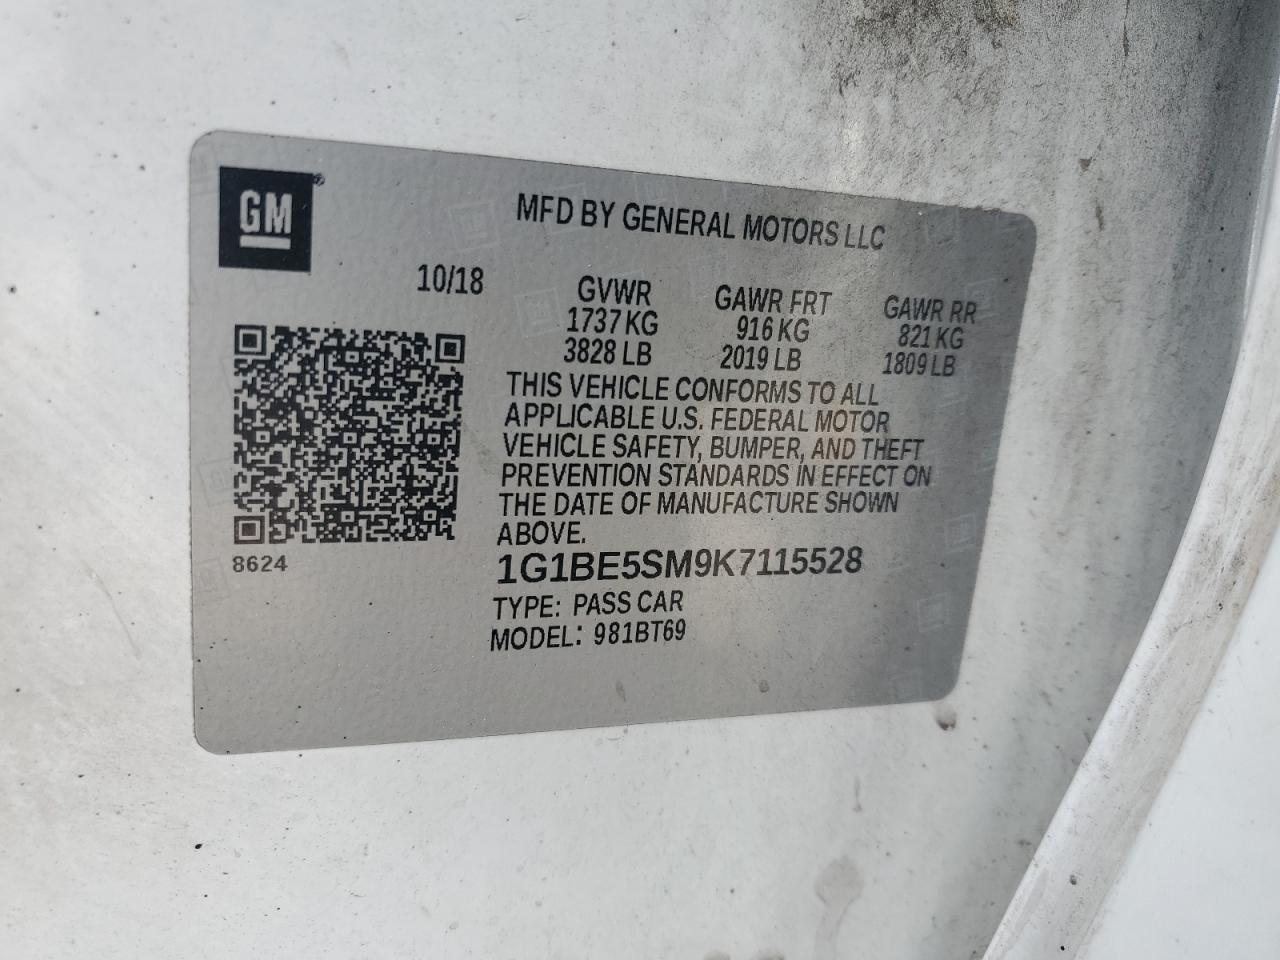 GM
MFD BY GENERAL MOTORS LLC
10/18
GVWR GAWR FRT GAWR RR
1737 KG 916 KG 821 KG
3828 LB 2019 LB 1809 LB
THIS VEHICLE CONFORMS TO ALL
APPLICABLE U.S. FEDERAL MOTOR
VEHICLE SAFETY, BUMPER, AND THEFT
PREVENTION STANDARDS IN EFFECT ON
THE DATE OF MANUFACTURE SHOWN
ABOVE.
8624
1G1BE5SM9K7115528
TYPE: PASS CAR
MODEL: 981BT69